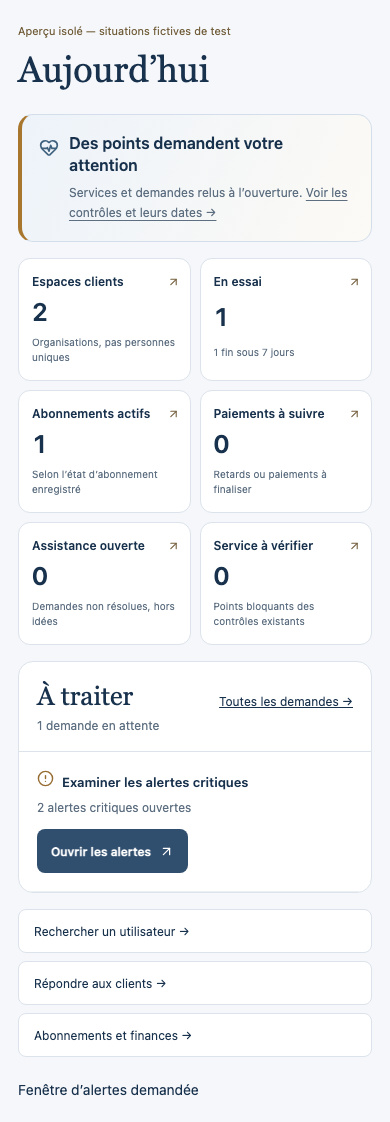 Aperçu isolé — situations fictives de test
Aujourd’hui
Des points demandent votre
attention
Services et demandes relus à l’ouverture. Voir les
contrôles et leurs dates →
Espaces clients ↗
2
Organisations, pas personnes
uniques
En essai ↗
1
1 fin sous 7 jours
Abonnements actifs ↗
1
Selon l’état d’abonnement
enregistré
Paiements à suivre ↗
0
Retards ou paiements à
finaliser
Assistance ouverte ↗
0
Demandes non résolues, hors
idées
Service à vérifier ↗
0
Points bloquants des
contrôles existants
À traiter
Toutes les demandes →
1 demande en attente
Examiner les alertes critiques
2 alertes critiques ouvertes
Ouvrir les alertes ↗
Rechercher un utilisateur →
Répondre aux clients →
Abonnements et finances →
Fenêtre d’alertes demandée